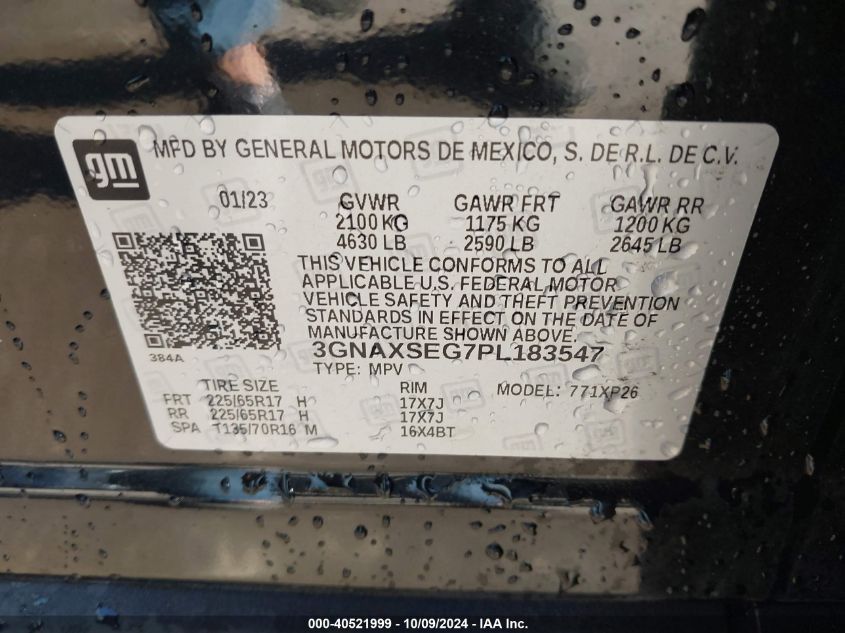 gm
MFD BY GENERAL MOTORS DE MEXICO, S. DE R.L. DE C.V.
01/23 GVWR GAWR FRT GAWR RR
2100 KG 1175 KG 1200 KG
4630 LB 2590 LB 2645 LB
THIS VEHICLE CONFORMS TO ALL
APPLICABLE U.S. FEDERAL MOTOR
VEHICLE SAFETY AND THEFT PREVENTION
STANDARDS IN EFFECT ON THE DATE OF
MANUFACTURE SHOWN ABOVE.
384A 3GNAXSEG7PL183547
TYPE: MPV
TIRE SIZE RIM MODEL: 771XP26
FRT 225/65R17 H 17X7J
RR 225/65R17 H 17X7J
SPA T135/70R16 M 16X4BT
000-40521999 - 10/09/2024 - IAA Inc.